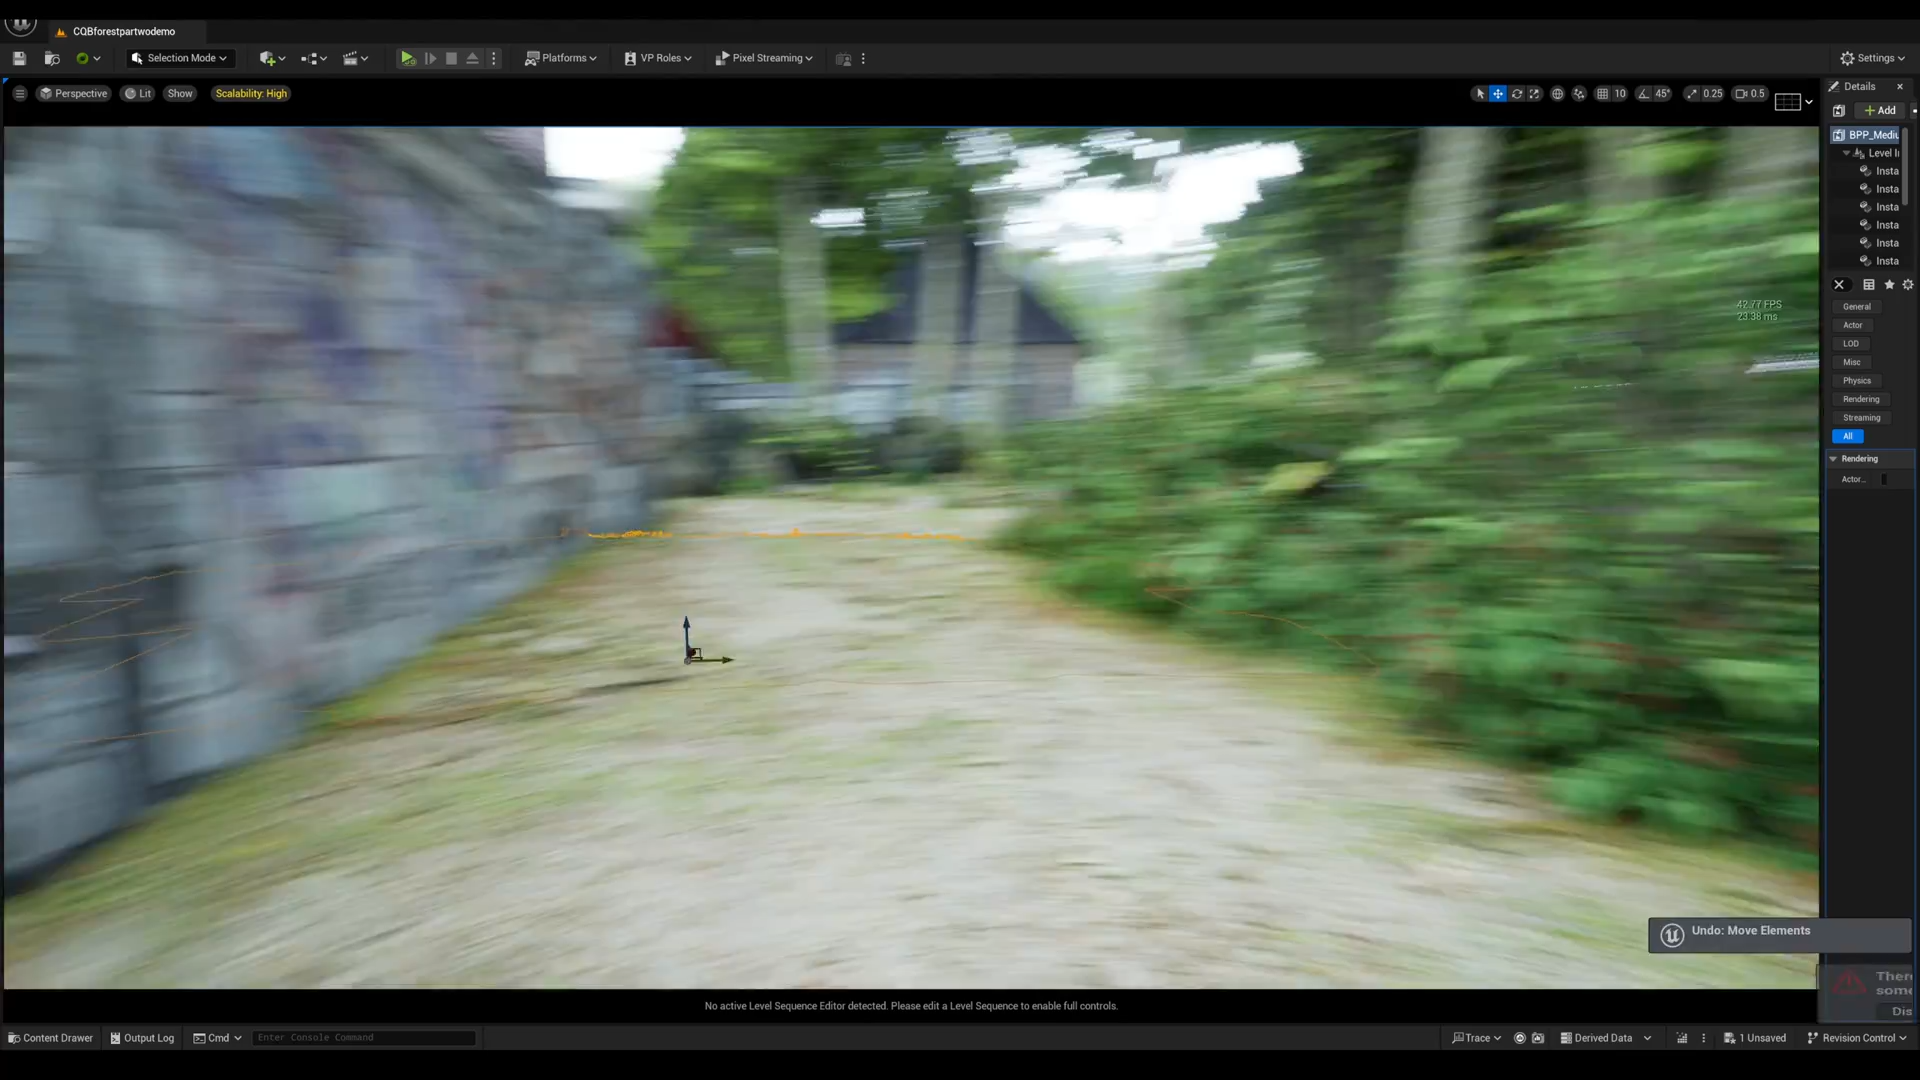 CQBforestpartwodemo
Selection Mode
Platforms
VP Roles
Pixel Streaming
Settings
Perspective
Lit
Show
Scalability: High
10
45°
0.25
0.5
Details
Add
BPP_Mediu
Level I
Insta
Insta
Insta
Insta
Insta
Insta
General
Actor
LOD
Misc
Physics
Rendering
Streaming
All
Rendering
Actor...
42.77 FPS
23.38 ms
Undo: Move Elements
There
some
Dis
No active Level Sequence Editor detected. Please edit a Level Sequence to enable full controls.
Content Drawer
Output Log
Cmd
Enter Console Command
Trace
Derived Data
1 Unsaved
Revision Control